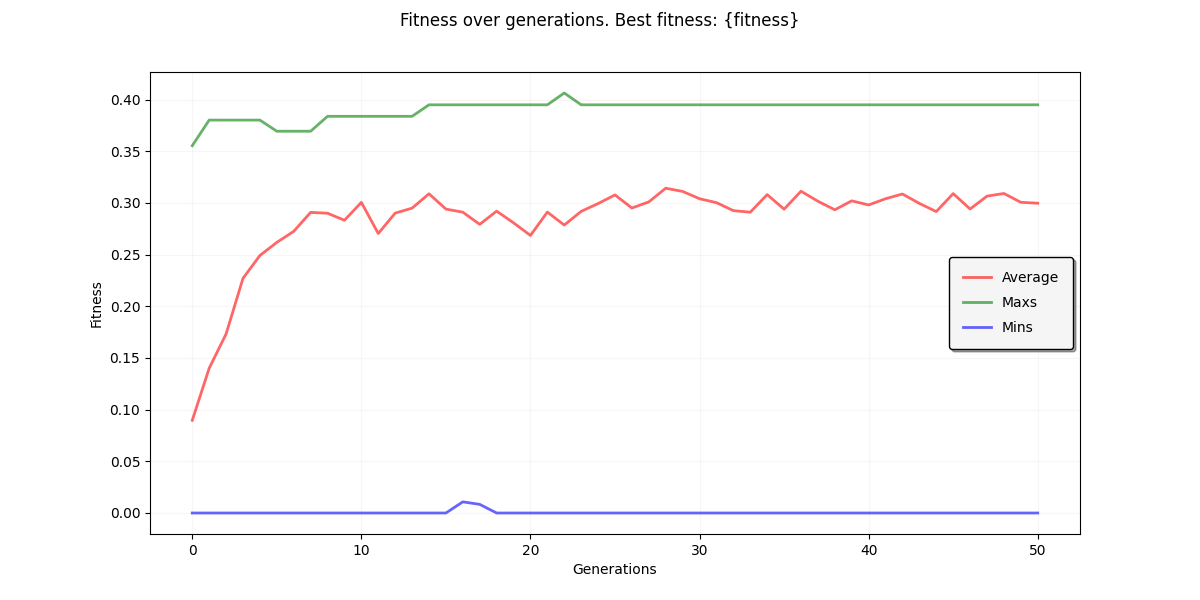 Fitness over generations. Best fitness: {fitness}
0.40
0.35
0.30
0.25
0.20
0.15
0.10
0.05
0.00
Fitness
Average
Maxs
Mins
0 10 20 30 40 50
Generations